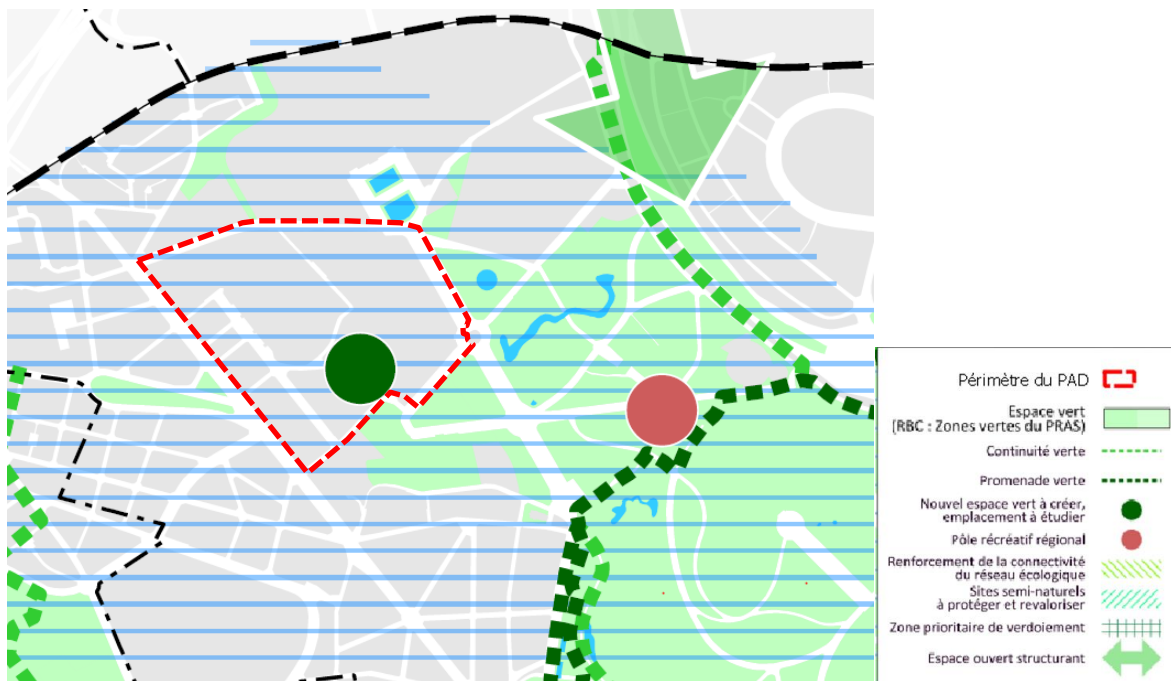 Périmètre du PAD
Espace vert
(RBC : Zones vertes du PRAS)
Continuité verte
Promenade verte
Nouvel espace vert à créer,
emplacement à étudier
Pôle récréatif régional
Renforcement de la connectivité
du réseau écologique
Sites semi-naturels
à protéger et revaloriser
Zone prioritaire de verdoiement
Espace ouvert structurant